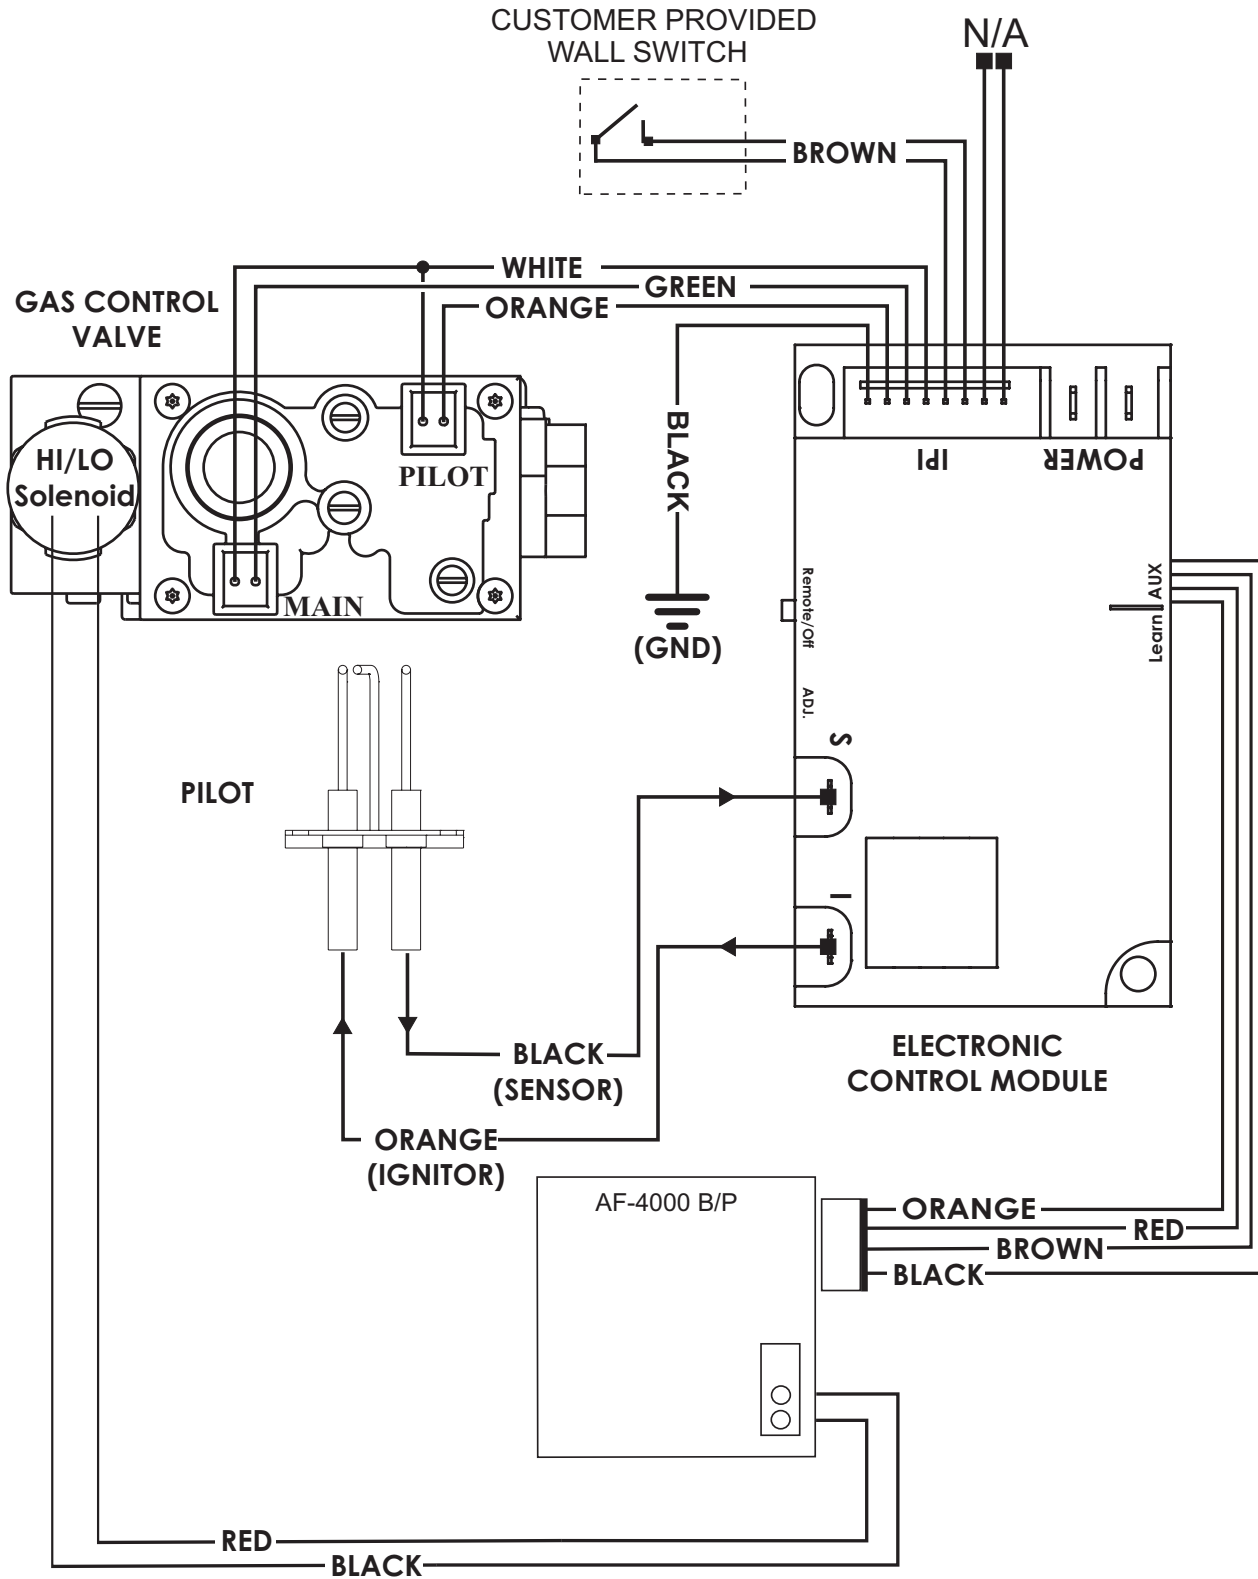 CUSTOMER PROVIDED
WALL SWITCH
N/A
BROWN
WHITE
GREEN
ORANGE
GAS CONTROL
VALVE
BLACK
HI/LO
Solenoid
PILOT
MAIN
(GND)
IPI
POWER
AUX
Learn
Remote/Off
ADJ.
S
I
PILOT
BLACK
(SENSOR)
ORANGE
(IGNITOR)
ELECTRONIC
CONTROL MODULE
AF-4000 B/P
ORANGE
RED
BROWN
BLACK
RED
BLACK